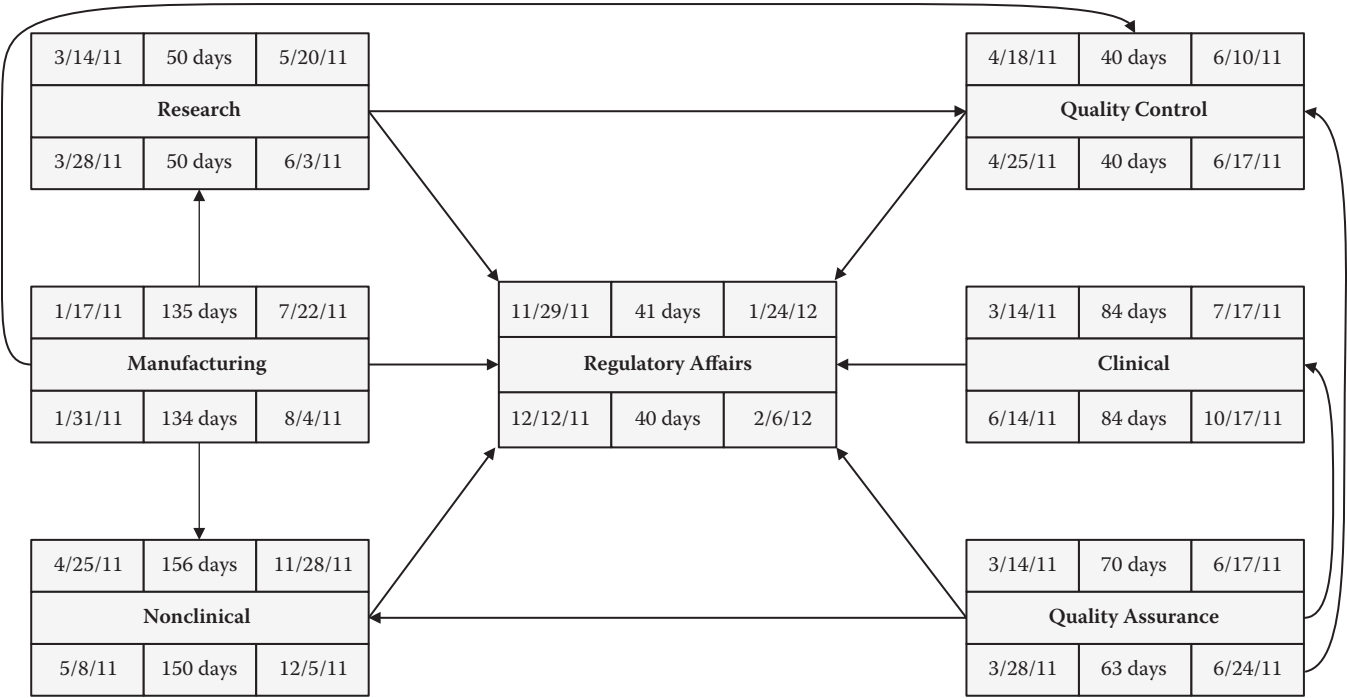 3/14/11 50 days 5/20/11
Research
3/28/11 50 days 6/3/11
4/18/11 40 days 6/10/11
Quality Control
4/25/11 40 days 6/17/11
1/17/11 135 days 7/22/11
Manufacturing
1/31/11 134 days 8/4/11
11/29/11 41 days 1/24/12
Regulatory Affairs
12/12/11 40 days 2/6/12
3/14/11 84 days 7/17/11
Clinical
6/14/11 84 days 10/17/11
4/25/11 156 days 11/28/11
Nonclinical
5/8/11 150 days 12/5/11
3/14/11 70 days 6/17/11
Quality Assurance
3/28/11 63 days 6/24/11